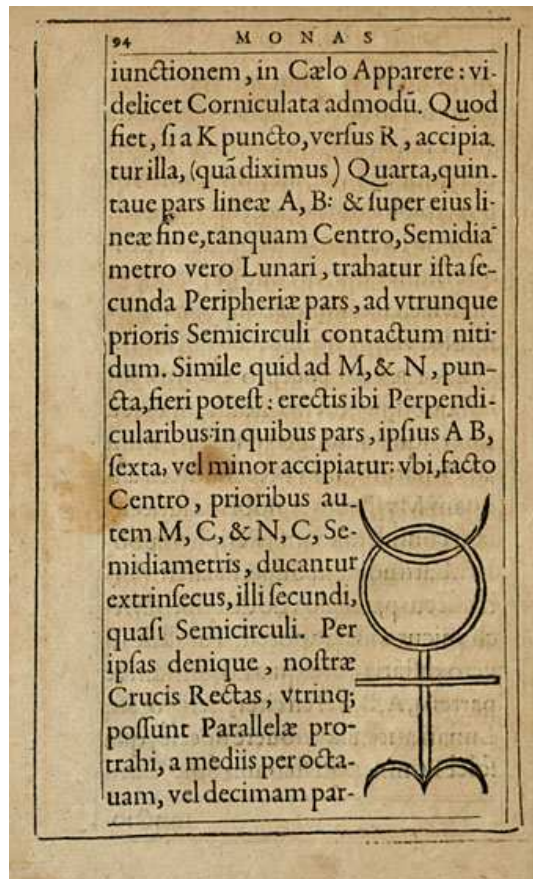 94 MONAS
iunctionem, in Cælo Apparere: vi-
delicet Corniculata admodū. Quod
fiet, ſi a K puncto, verſus R, accipia.
tur illa, (quā diximus) Quarta, quin.
taue pars lineæ A, B: & ſuper eius li-
neæ fine, tanquam Centro, Semidia-
metro vero Lunari, trahatur iſta ſe-
cunda Peripheriæ pars, ad vtrunque
prioris Semicirculi contactum niti-
dum. Simile quid ad M, & N, pun-
cta, fieri poteſt: erectis ibi Perpendi-
cularibus: in quibus pars, ipſius A B,
ſexta, vel minor accipiatur: vbi, facto
Centro, prioribus au-
tem M, C, & N, C, Se-
midiametris, ducantur
extrinſecus, illi ſecundi,
quaſi Semicirculi. Per
ipſas denique, noſtræ
Crucis Rectas, vtrinq;
poſſunt Parallelæ pro-
trahi, a mediis per octa-
uam, vel decimam par-